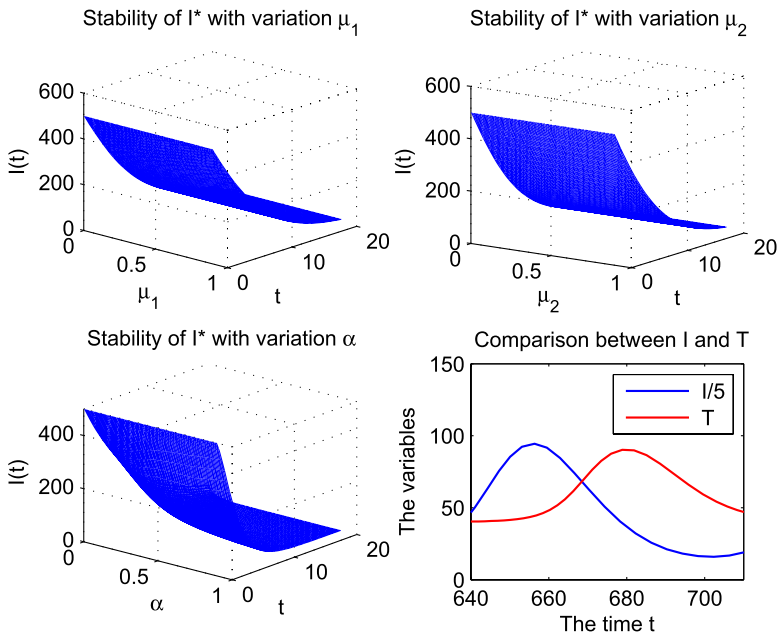 Stability of I* with variation μ1
600
400
200
0
I(t)
0
0.5
1
μ1
0
10
20
t
Stability of I* with variation μ2
600
400
200
0
I(t)
0
0.5
1
μ2
0
10
20
t
Stability of I* with variation α
400
200
0
I(t)
0
0.5
1
α
0
10
20
t
Comparison between I and T
150
100
50
0
The variables
I/5
T
640
660
680
700
The time t